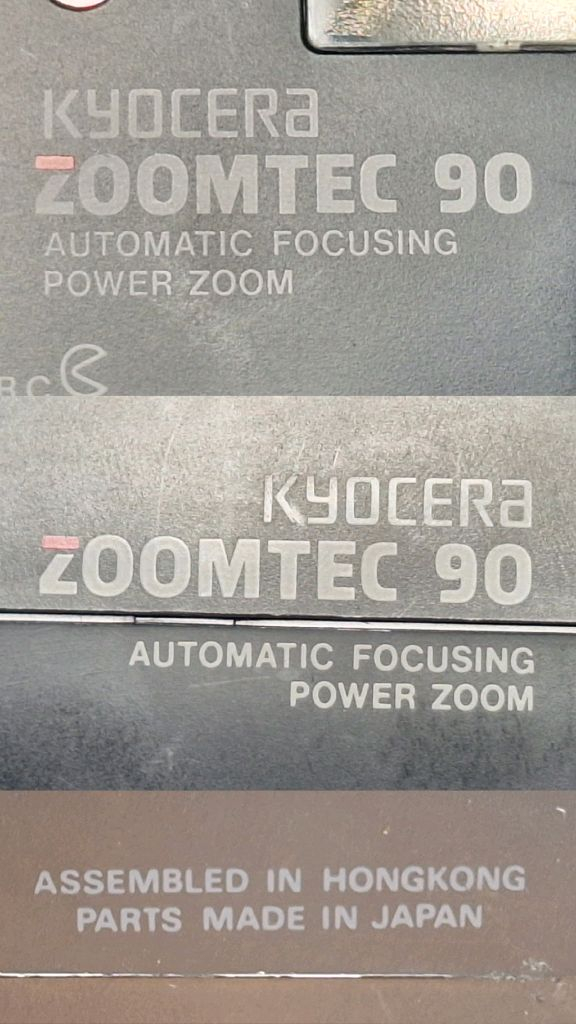 KYOCERA
ZOOMTEC 90
AUTOMATIC FOCUSING
POWER ZOOM
KYOCERA
ZOOMTEC 90
AUTOMATIC FOCUSING
POWER ZOOM
ASSEMBLED IN HONGKONG
PARTS MADE IN JAPAN